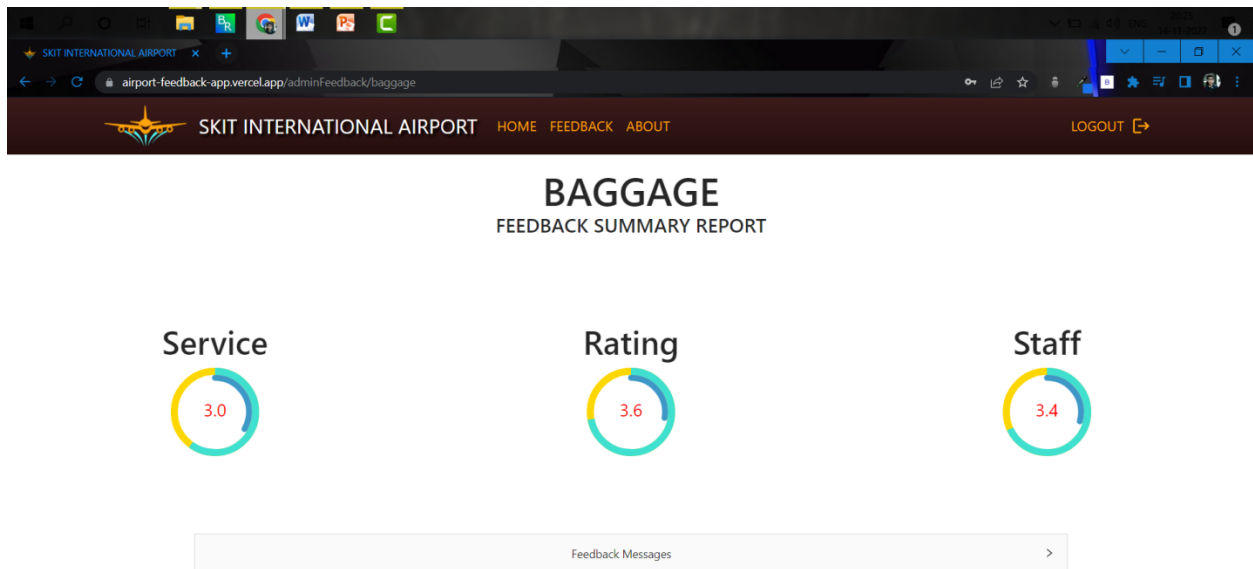 SKIT INTERNATIONAL AIRPORT
airport-feedback-app.vercel.app/adminFeedback/baggage
SKIT INTERNATIONAL AIRPORT HOME FEEDBACK ABOUT LOGOUT
BAGGAGE
FEEDBACK SUMMARY REPORT
Service Rating Staff
3.0 3.6 3.4
Feedback Messages